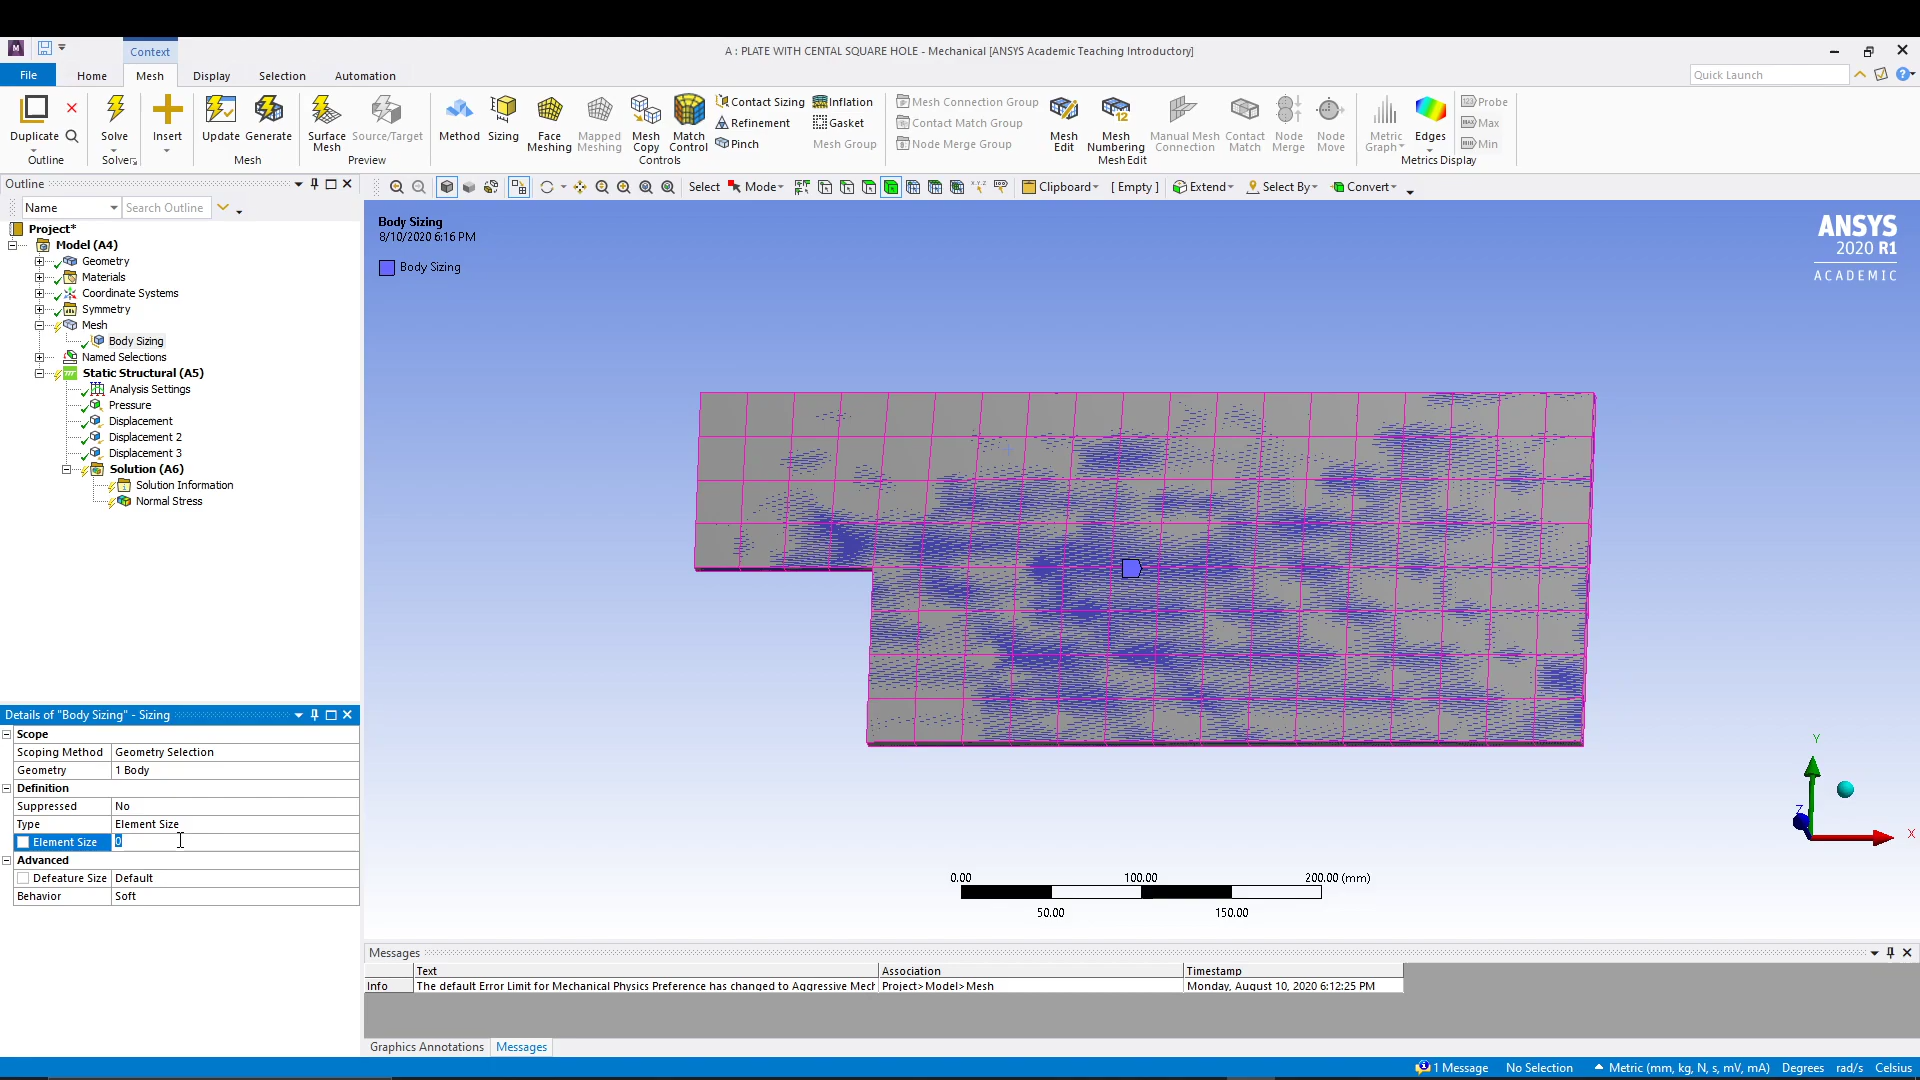 Context
A : PLATE WITH CENTAL SQUARE HOLE - Mechanical [ANSYS Academic Teaching Introductory]
File Home Mesh Display Selection Automation
Quick Launch
Duplicate
Outline
Solve
Solver
Insert
Update Generate
Mesh
Surface Mesh
Source/Target
Preview
Method Sizing
Face Meshing
Mapped Meshing
Mesh Copy
Match Control
Contact Sizing
Refinement
Pinch
Inflation
Gasket
Mesh Group
Controls
Mesh Connection Group
Contact Match Group
Node Merge Group
Mesh Edit
Mesh Numbering
Manual Mesh Connection
Contact Match
Node Merge
Node Move
Mesh Edit
Metric Graph
Edges
Probe
Max
Min
Metrics Display
Outline
Name
Search Outline
Select Mode
Clipboard [ Empty ] Extend Select By Convert
Project*
Model (A4)
Geometry
Materials
Coordinate Systems
Symmetry
Mesh
Body Sizing
Named Selections
Static Structural (A5)
Analysis Settings
Pressure
Displacement
Displacement 2
Displacement 3
Solution (A6)
Solution Information
Normal Stress
Body Sizing
8/10/2020 6:16 PM
Body Sizing
ANSYS
2020 R1
ACADEMIC
Details of "Body Sizing" - Sizing
Scope
Scoping Method Geometry Selection
Geometry 1 Body
Definition
Suppressed No
Type Element Size
Element Size 0
Advanced
Defeature Size Default
Behavior Soft
Y
Z
X
0.00 100.00 200.00 (mm)
50.00 150.00
Messages
Text Association Timestamp
Info The default Error Limit for Mechanical Physics Preference has changed to Aggressive Mech Project>Model>Mesh Monday, August 10, 2020 6:12:25 PM
Graphics Annotations Messages
1 Message No Selection Metric (mm, kg, N, s, mV, mA) Degrees rad/s Celsius